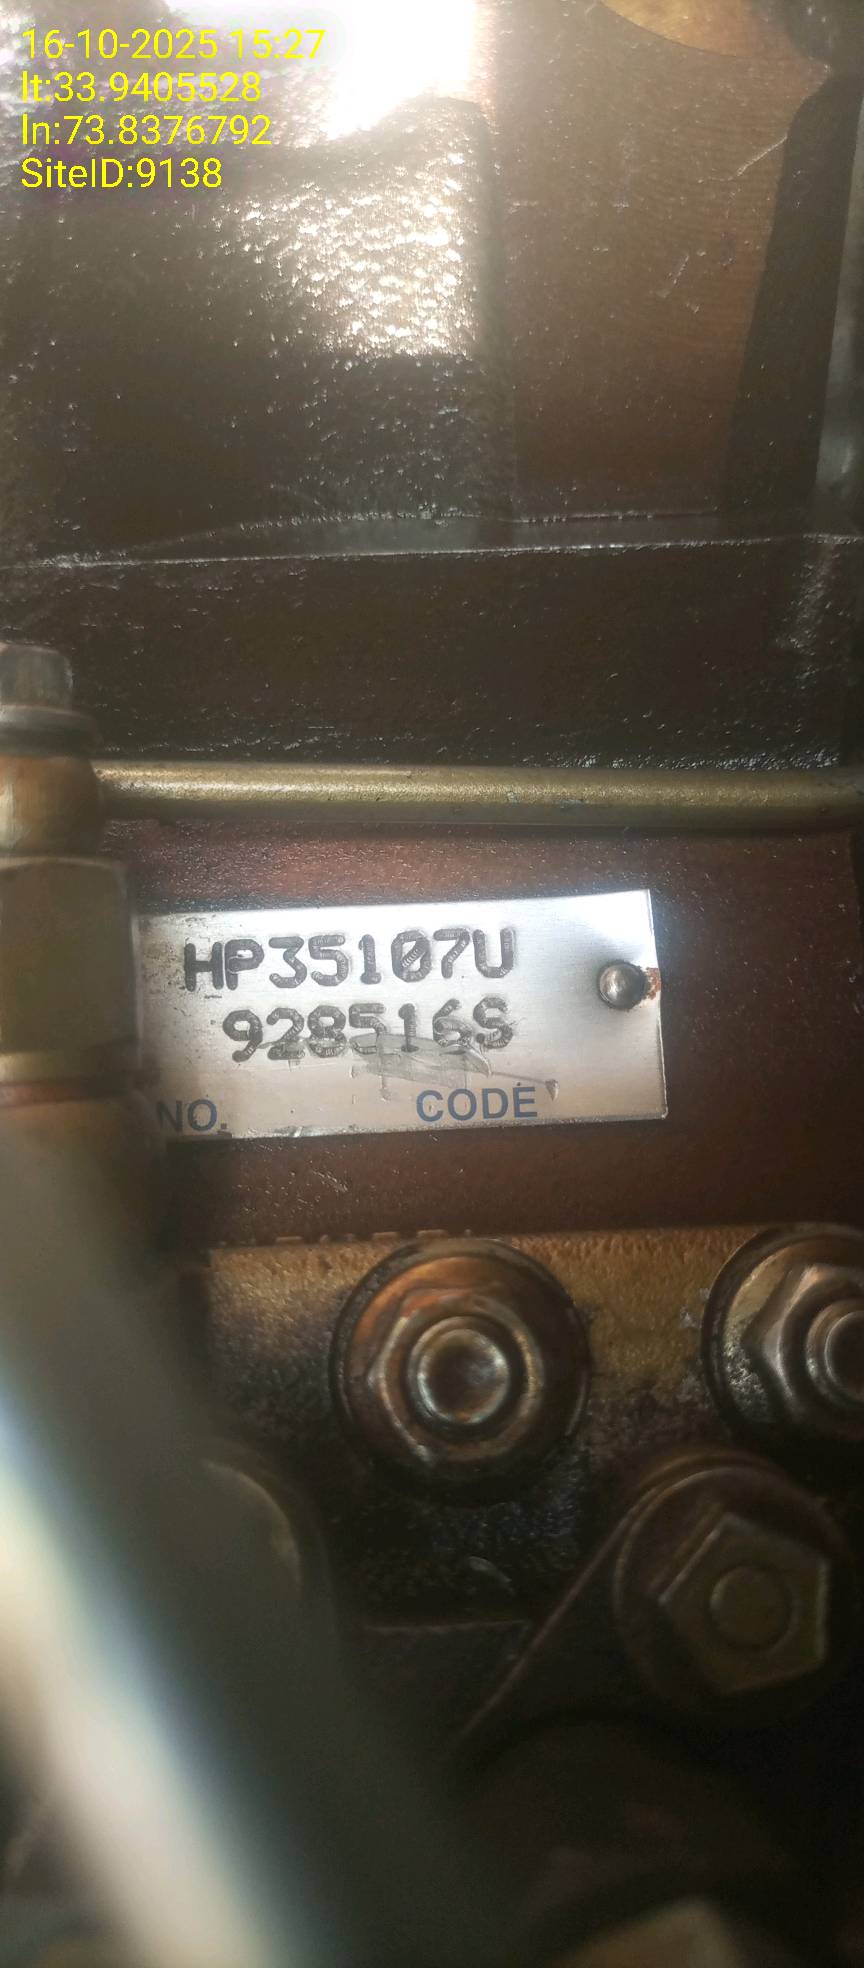 16-10-2025 15:27
lt:33.9405528
ln:73.8376792
SiteID:9138
HP35107U
928516S
NO. CODE